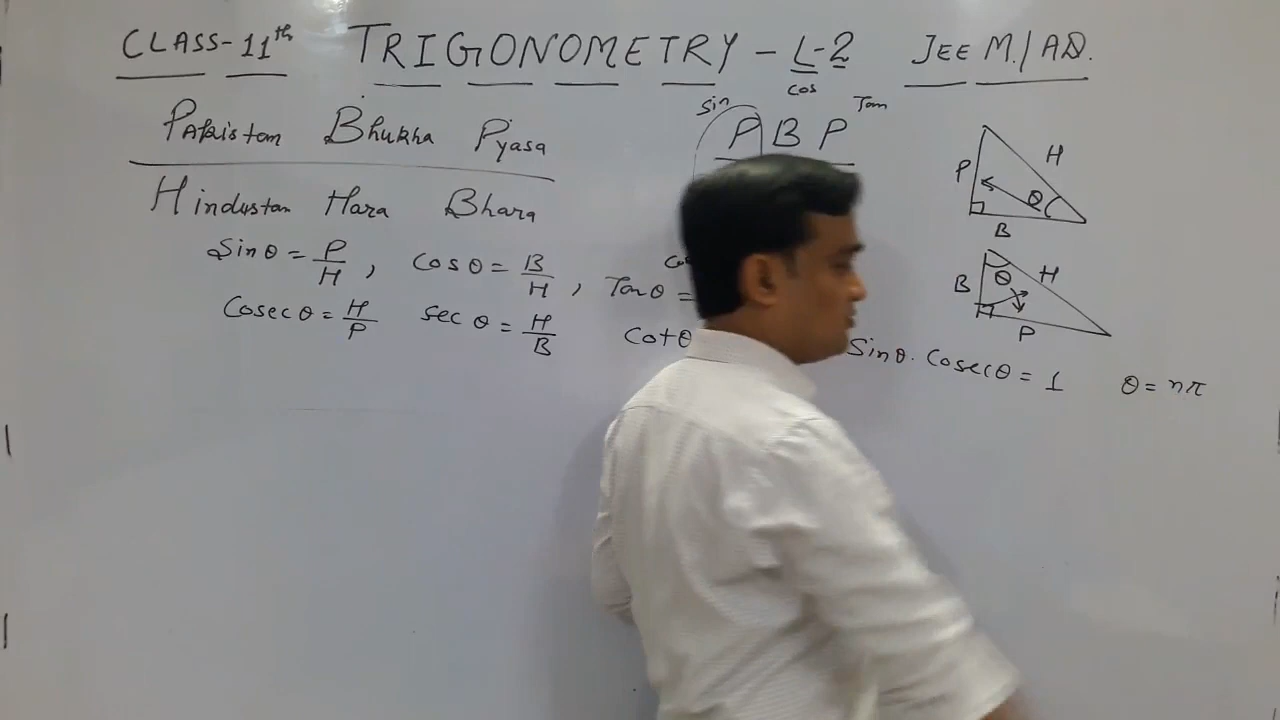 CLASS-11th TRIGONOMETRY - L-2 JEE M./AD.
Pakistan Bhukha Pyasa
Hindustan Hara Bhara
Sinθ = P/H , Cosθ = B/H , Tanθ =
Cosecθ = H/P Secθ = H/B Cotθ
Sin Cos Tan
P B P
P H θ B
B θ H P
Sinθ. Cosecθ = 1 θ = nπ